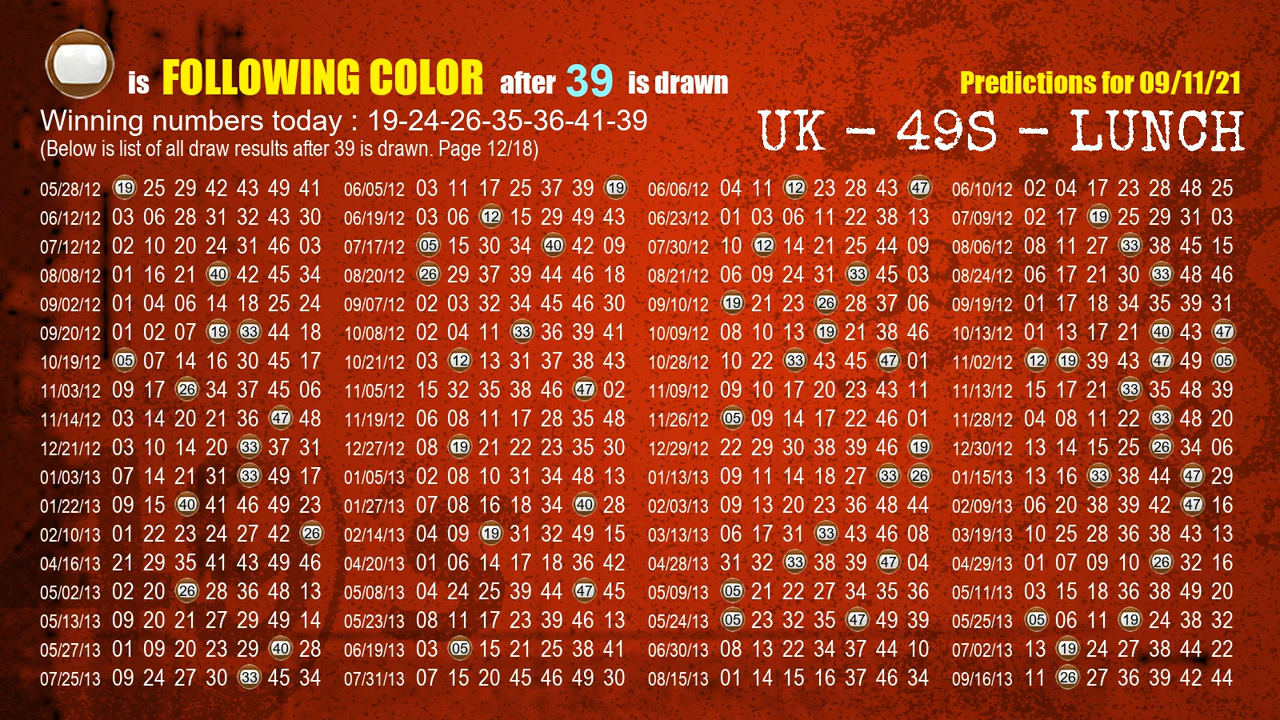 is FOLLOWING COLOR after 39 is drawn
Predictions for 09/11/21
Winning numbers today : 19-24-26-35-36-41-39
UK - 49S - LUNCH
(Below is list of all draw results after 39 is drawn. Page 12/18)
05/28/12 19 25 29 42 43 49 41 06/05/12 03 11 17 25 37 39 19 06/06/12 04 11 12 23 28 43 47 06/10/12 02 04 17 23 28 48 25
06/12/12 03 06 28 31 32 43 30 06/19/12 03 06 12 15 29 49 43 06/23/12 01 03 06 11 22 38 13 07/09/12 02 17 19 25 29 31 03
07/12/12 02 10 20 24 31 46 03 07/17/12 05 15 30 34 40 42 09 07/30/12 10 12 14 21 25 44 09 08/06/12 08 11 27 33 38 45 15
08/08/12 01 16 21 40 42 45 34 08/20/12 26 29 37 39 44 46 18 08/21/12 06 09 24 31 33 45 03 08/24/12 06 17 21 30 33 48 46
09/02/12 01 04 06 14 18 25 24 09/07/12 02 03 32 34 45 46 30 09/10/12 19 21 23 26 28 37 06 09/19/12 01 17 18 34 35 39 31
09/20/12 01 02 07 19 33 44 18 10/08/12 02 04 11 33 36 39 41 10/09/12 08 10 13 19 21 38 46 10/13/12 01 13 17 21 40 43 47
10/19/12 05 07 14 16 30 45 17 10/21/12 03 12 13 31 37 38 43 10/28/12 10 22 33 43 45 47 01 11/02/12 12 19 39 43 47 49 05
11/03/12 09 17 26 34 37 45 06 11/05/12 15 32 35 38 46 47 02 11/09/12 09 10 17 20 23 43 11 11/13/12 15 17 21 33 35 48 39
11/14/12 03 14 20 21 36 47 48 11/19/12 06 08 11 17 28 35 48 11/26/12 05 09 14 17 22 46 01 11/28/12 04 08 11 22 33 48 20
12/21/12 03 10 14 20 33 37 31 12/27/12 08 19 21 22 23 35 30 12/29/12 22 29 30 38 39 46 19 12/30/12 13 14 15 25 26 34 06
01/03/13 07 14 21 31 33 49 17 01/05/13 02 08 10 31 34 48 13 01/13/13 09 11 14 18 27 33 26 01/15/13 13 16 33 38 44 47 29
01/22/13 09 15 40 41 46 49 23 01/27/13 07 08 16 18 34 40 28 02/03/13 09 13 20 23 36 48 44 02/09/13 06 20 38 39 42 47 16
02/10/13 01 22 23 24 27 42 26 02/14/13 04 09 19 31 32 49 15 03/13/13 06 17 31 33 43 46 08 03/19/13 10 25 28 36 38 43 13
04/16/13 21 29 35 41 43 49 46 04/20/13 01 06 14 17 18 36 42 04/28/13 31 32 33 38 39 47 04 04/29/13 01 07 09 10 26 32 16
05/02/13 02 20 26 28 36 48 13 05/08/13 04 24 25 39 44 47 45 05/09/13 05 21 22 27 34 35 36 05/11/13 03 15 18 36 38 49 20
05/13/13 09 20 21 27 29 49 14 05/23/13 08 11 17 23 39 46 13 05/24/13 05 23 32 35 47 49 39 05/25/13 05 06 11 19 24 38 32
05/27/13 01 09 20 23 29 40 28 06/19/13 03 05 15 21 25 38 41 06/30/13 08 13 32 34 37 44 10 07/02/13 13 19 24 27 38 44 22
07/25/13 09 24 27 30 33 45 34 07/31/13 07 15 20 45 46 49 30 08/15/13 01 14 15 16 37 46 34 09/16/13 11 26 27 36 39 42 44